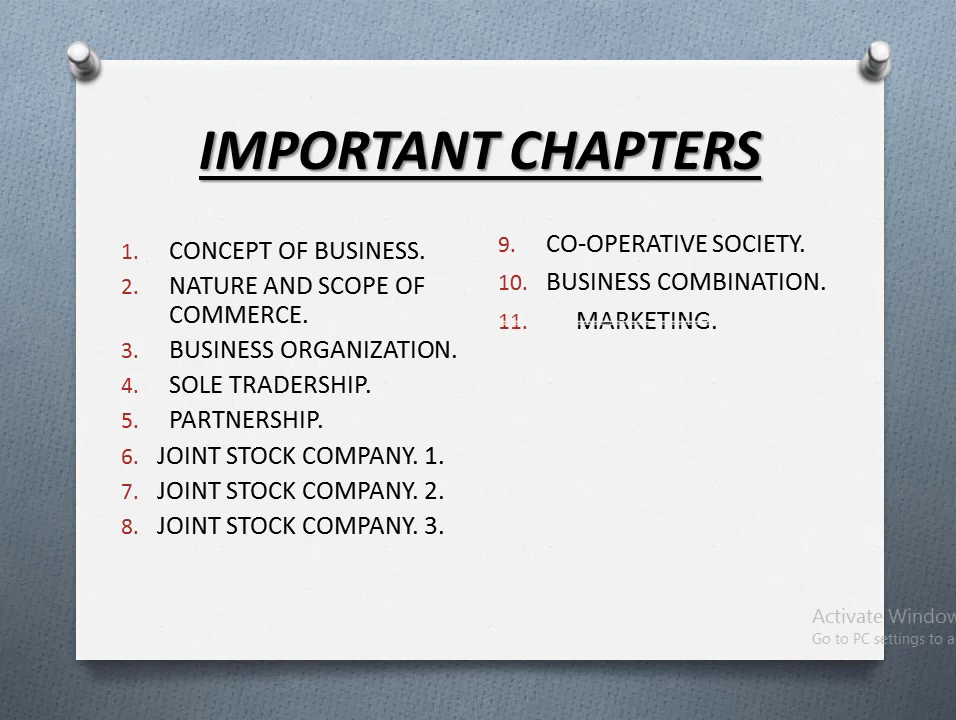 IMPORTANT CHAPTERS
1. CONCEPT OF BUSINESS.
2. NATURE AND SCOPE OF
COMMERCE.
3. BUSINESS ORGANIZATION.
4. SOLE TRADERSHIP.
5. PARTNERSHIP.
6. JOINT STOCK COMPANY. 1.
7. JOINT STOCK COMPANY. 2.
8. JOINT STOCK COMPANY. 3.
9. CO-OPERATIVE SOCIETY.
10. BUSINESS COMBINATION.
11. MARKETING.
Activate Window
Go to PC settings to a